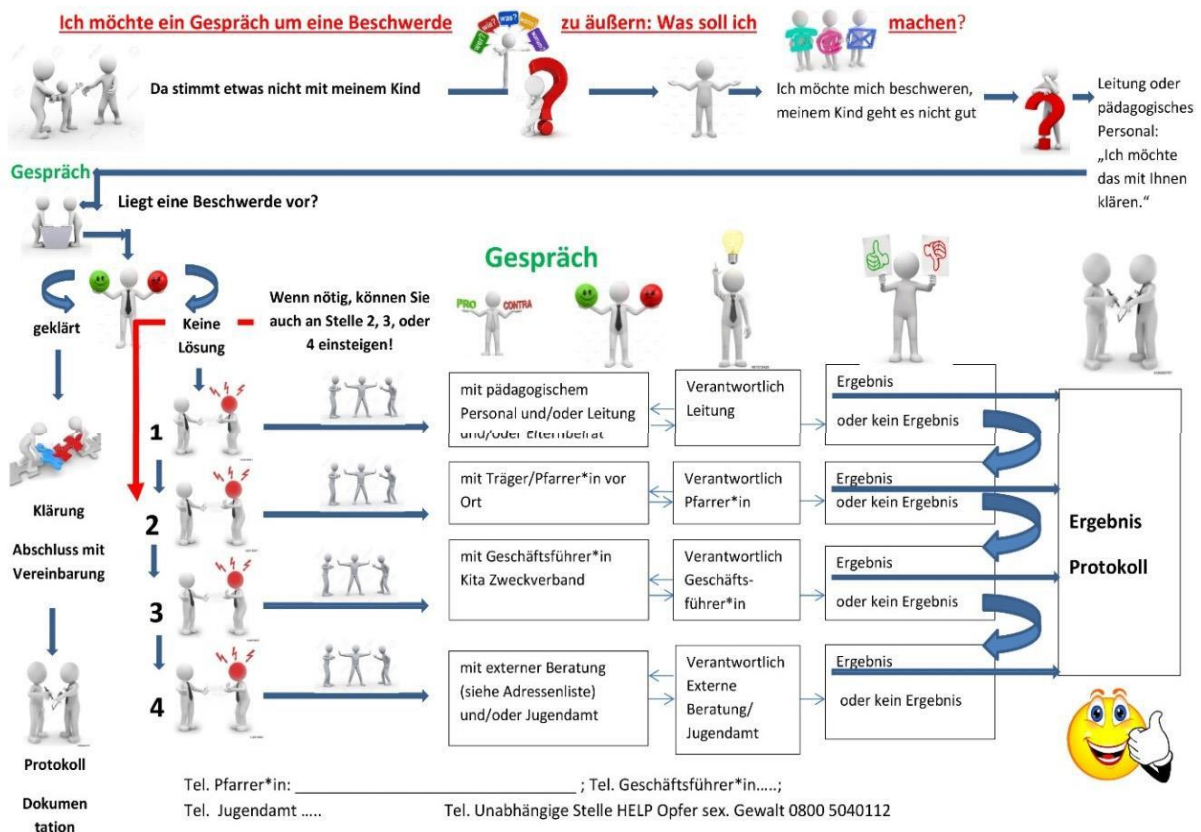 Ich möchte ein Gespräch um eine Beschwerde zu äußern: Was soll ich machen?
wer?
wie?
was?
Da stimmt etwas nicht mit meinem Kind
Ich möchte mich beschweren,
meinem Kind geht es nicht gut
Leitung oder
pädagogisches
Personal:
„Ich möchte
das mit Ihnen
klären.“
Gespräch
Liegt eine Beschwerde vor?
geklärt
Keine
Lösung
Wenn nötig, können Sie
auch an Stelle 2, 3, oder
4 einsteigen!
Gespräch
PRO
CONTRA
Klärung
Abschluss mit
Vereinbarung
Protokoll
Dokumen
tation
1
mit pädagogischem
Personal und/oder Leitung
und/oder Elternbeirat
Verantwortlich
Leitung
Ergebnis
oder kein Ergebnis
2
mit Träger/Pfarrer*in vor
Ort
Verantwortlich
Pfarrer*in
Ergebnis
oder kein Ergebnis
3
mit Geschäftsführer*in
Kita Zweckverband
Verantwortlich
Geschäfts-
führer*in
Ergebnis
oder kein Ergebnis
4
mit externer Beratung
(siehe Adressenliste)
und/oder Jugendamt
Verantwortlich
Externe
Beratung/
Jugendamt
Ergebnis
oder kein Ergebnis
Ergebnis
Protokoll
Tel. Pfarrer*in: ______________________________ ; Tel. Geschäftsführer*in.....;
Tel. Jugendamt ..... Tel. Unabhängige Stelle HELP Opfer sex. Gewalt 0800 5040112